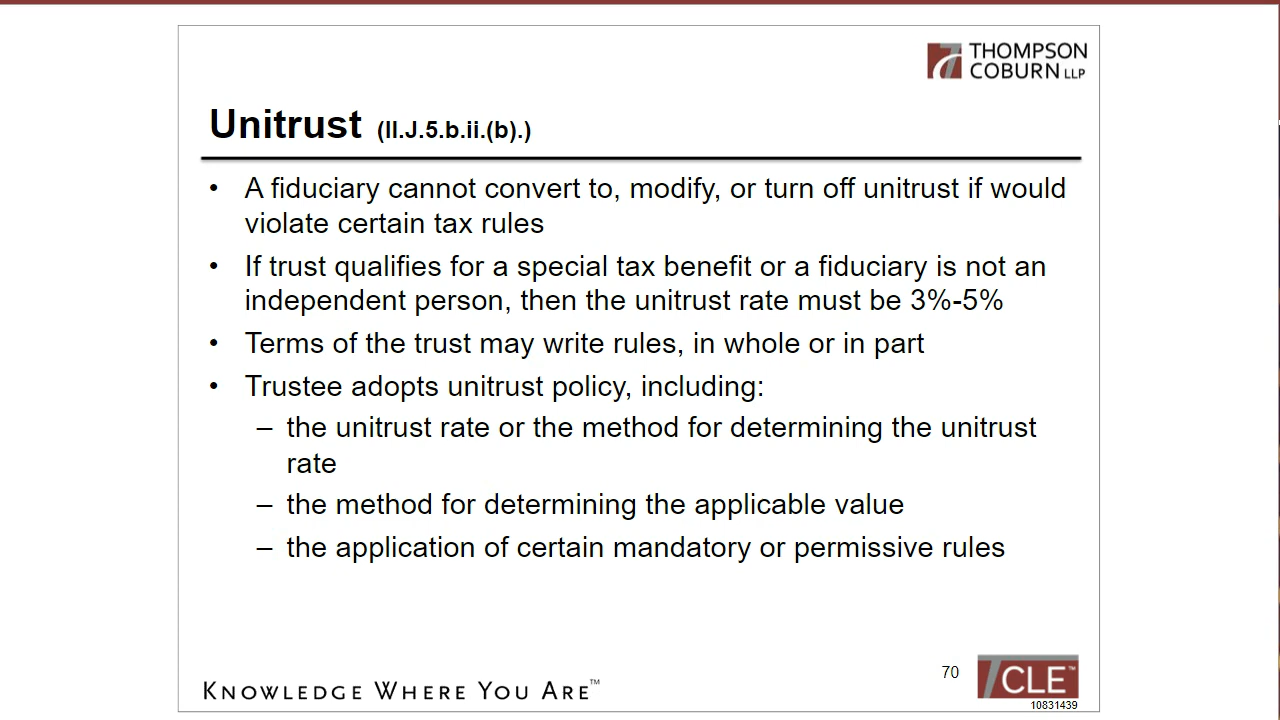 THOMPSON
COBURN LLP
Unitrust (II.J.5.b.ii.(b).)
• A fiduciary cannot convert to, modify, or turn off unitrust if would
violate certain tax rules
• If trust qualifies for a special tax benefit or a fiduciary is not an
independent person, then the unitrust rate must be 3%-5%
• Terms of the trust may write rules, in whole or in part
• Trustee adopts unitrust policy, including:
– the unitrust rate or the method for determining the unitrust
rate
– the method for determining the applicable value
– the application of certain mandatory or permissive rules
KNOWLEDGE WHERE YOU ARE™
70
TCLE™
10831439